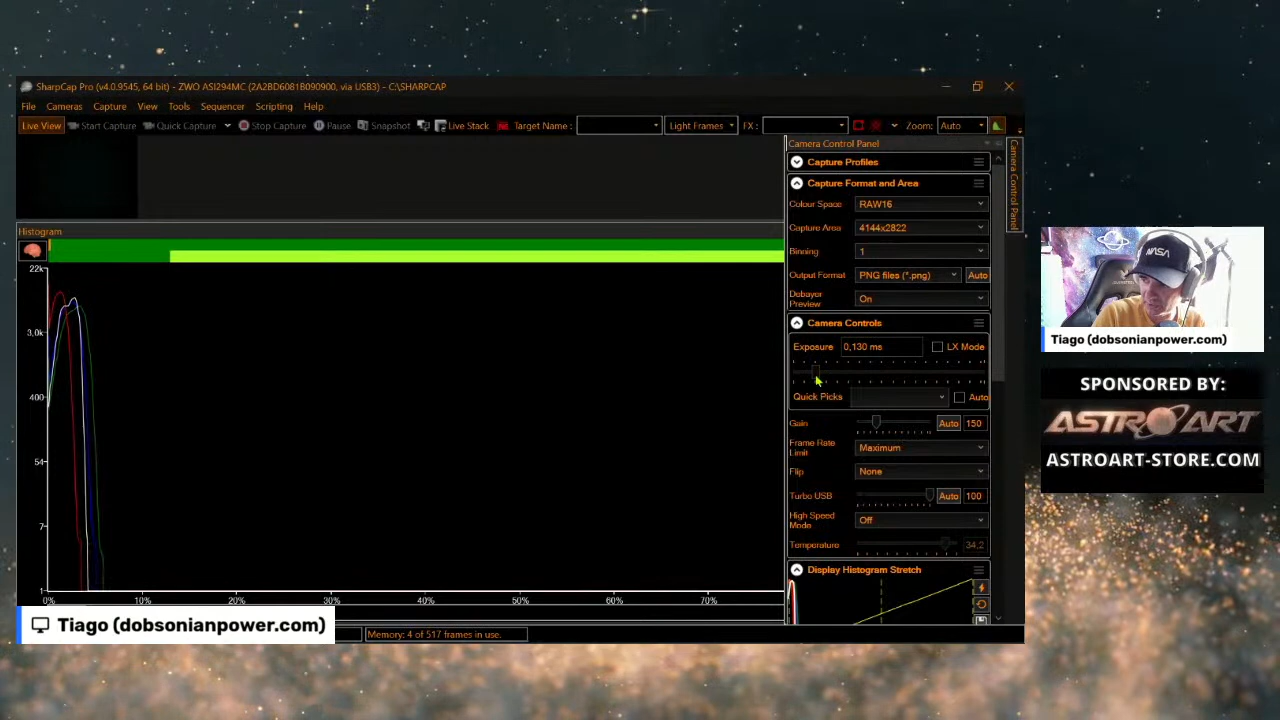 SharpCap Pro (v4.0.9545, 64 bit) - ZWO ASI294MC (2A2BD6081B090900, via USB3) - C:\SHARPCAP
File Cameras Capture View Tools Sequencer Scripting Help
Live View Start Capture Quick Capture Stop Capture Pause Snapshot Live Stack Target Name : Light Frames FX : Zoom: Auto
Camera Control Panel
Camera Control Panel
Capture Profiles
Capture Format and Area
Colour Space RAW16
Capture Area 4144x2822
Binning 1
Output Format PNG files (*.png) Auto
Debayer
Preview On
Camera Controls
Exposure 0,130 ms LX Mode
Quick Picks Auto
Gain Auto 150
Frame Rate
Limit Maximum
Flip None
Turbo USB Auto 100
High Speed
Mode Off
Temperature 34,2
Display Histogram Stretch
Histogram
22k
3,0k
400
54
7
1
0% 10% 20% 30% 40% 50% 60% 70%
Memory: 4 of 517 frames in use.
Tiago (dobsonianpower.com)
NASA
Tiago (dobsonianpower.com)
SPONSORED BY:
ASTROART
ASTROART-STORE.COM